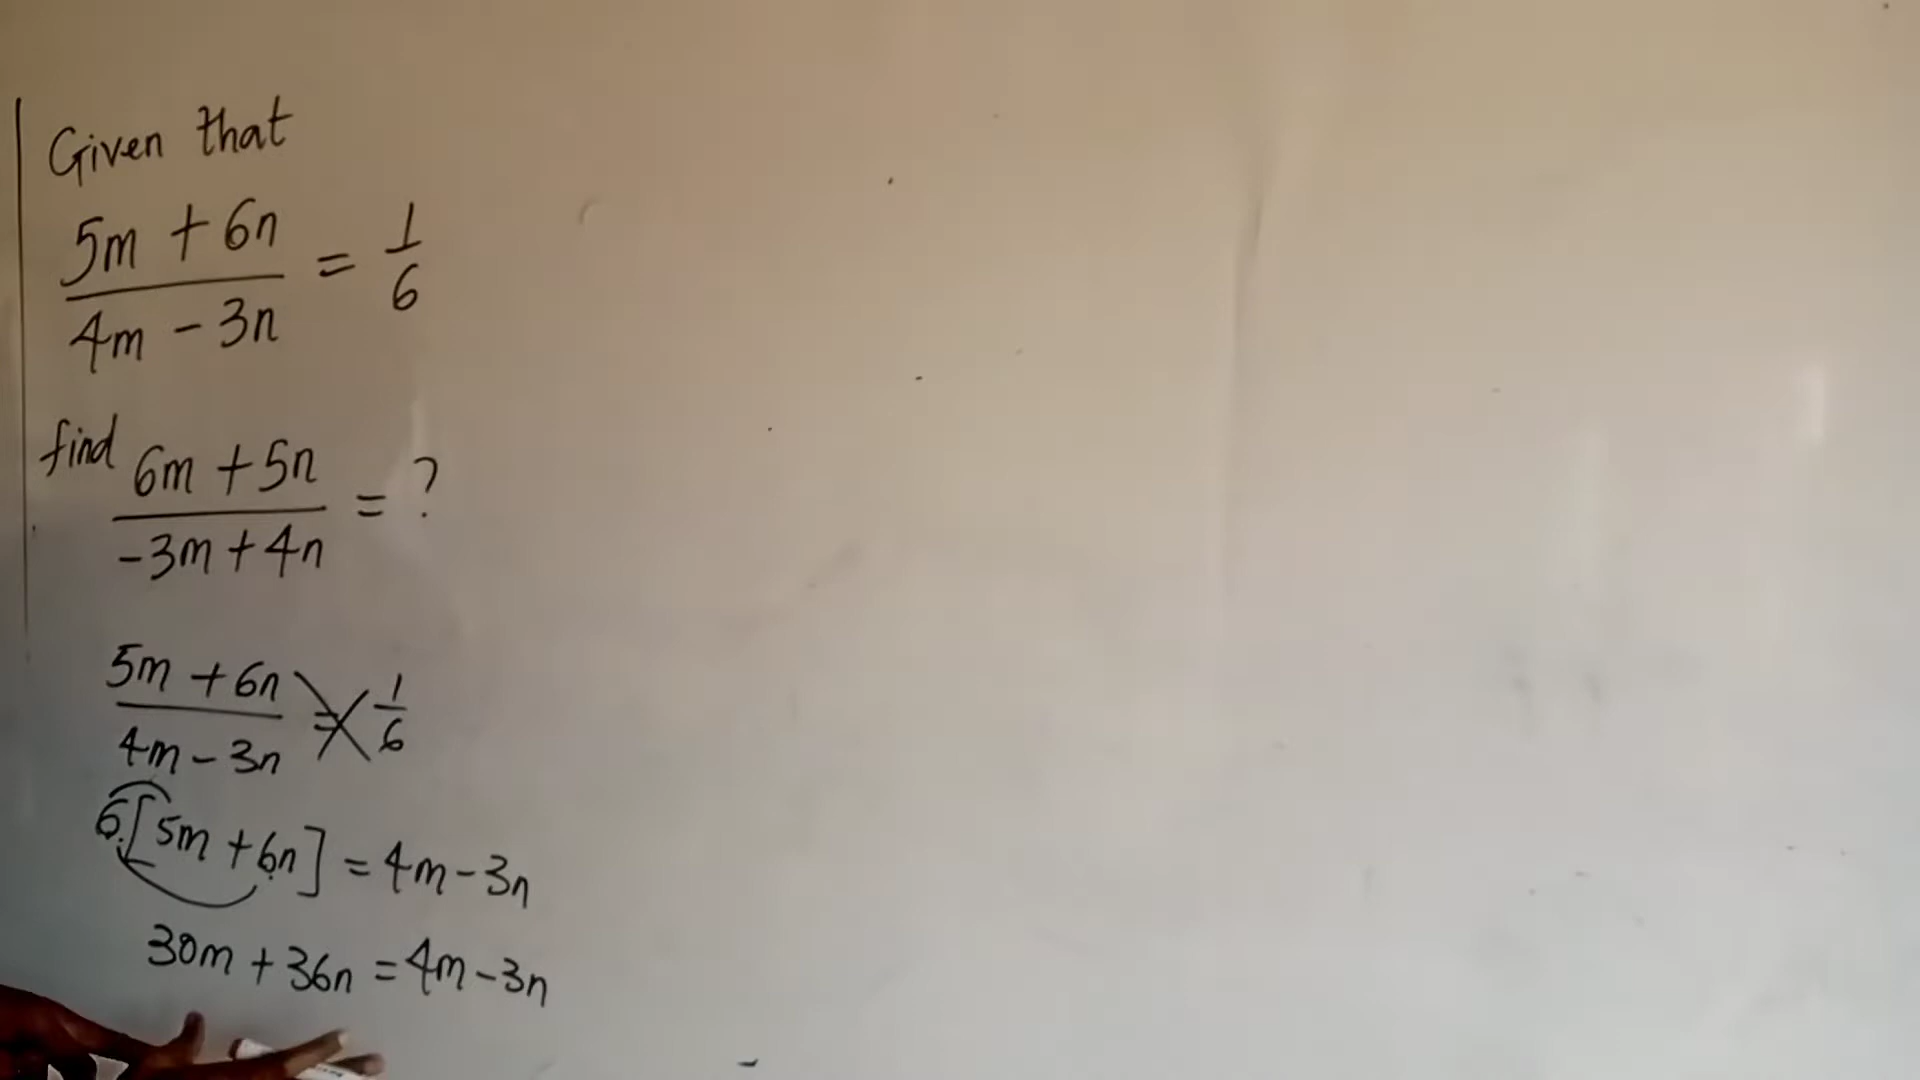 Given that
5m + 6n / 4m - 3n = 1/6
find 6m + 5n / -3m + 4n = ?
5m + 6n / 4m - 3n = 1/6
6[5m + 6n] = 4m - 3n
30m + 36n = 4m - 3n